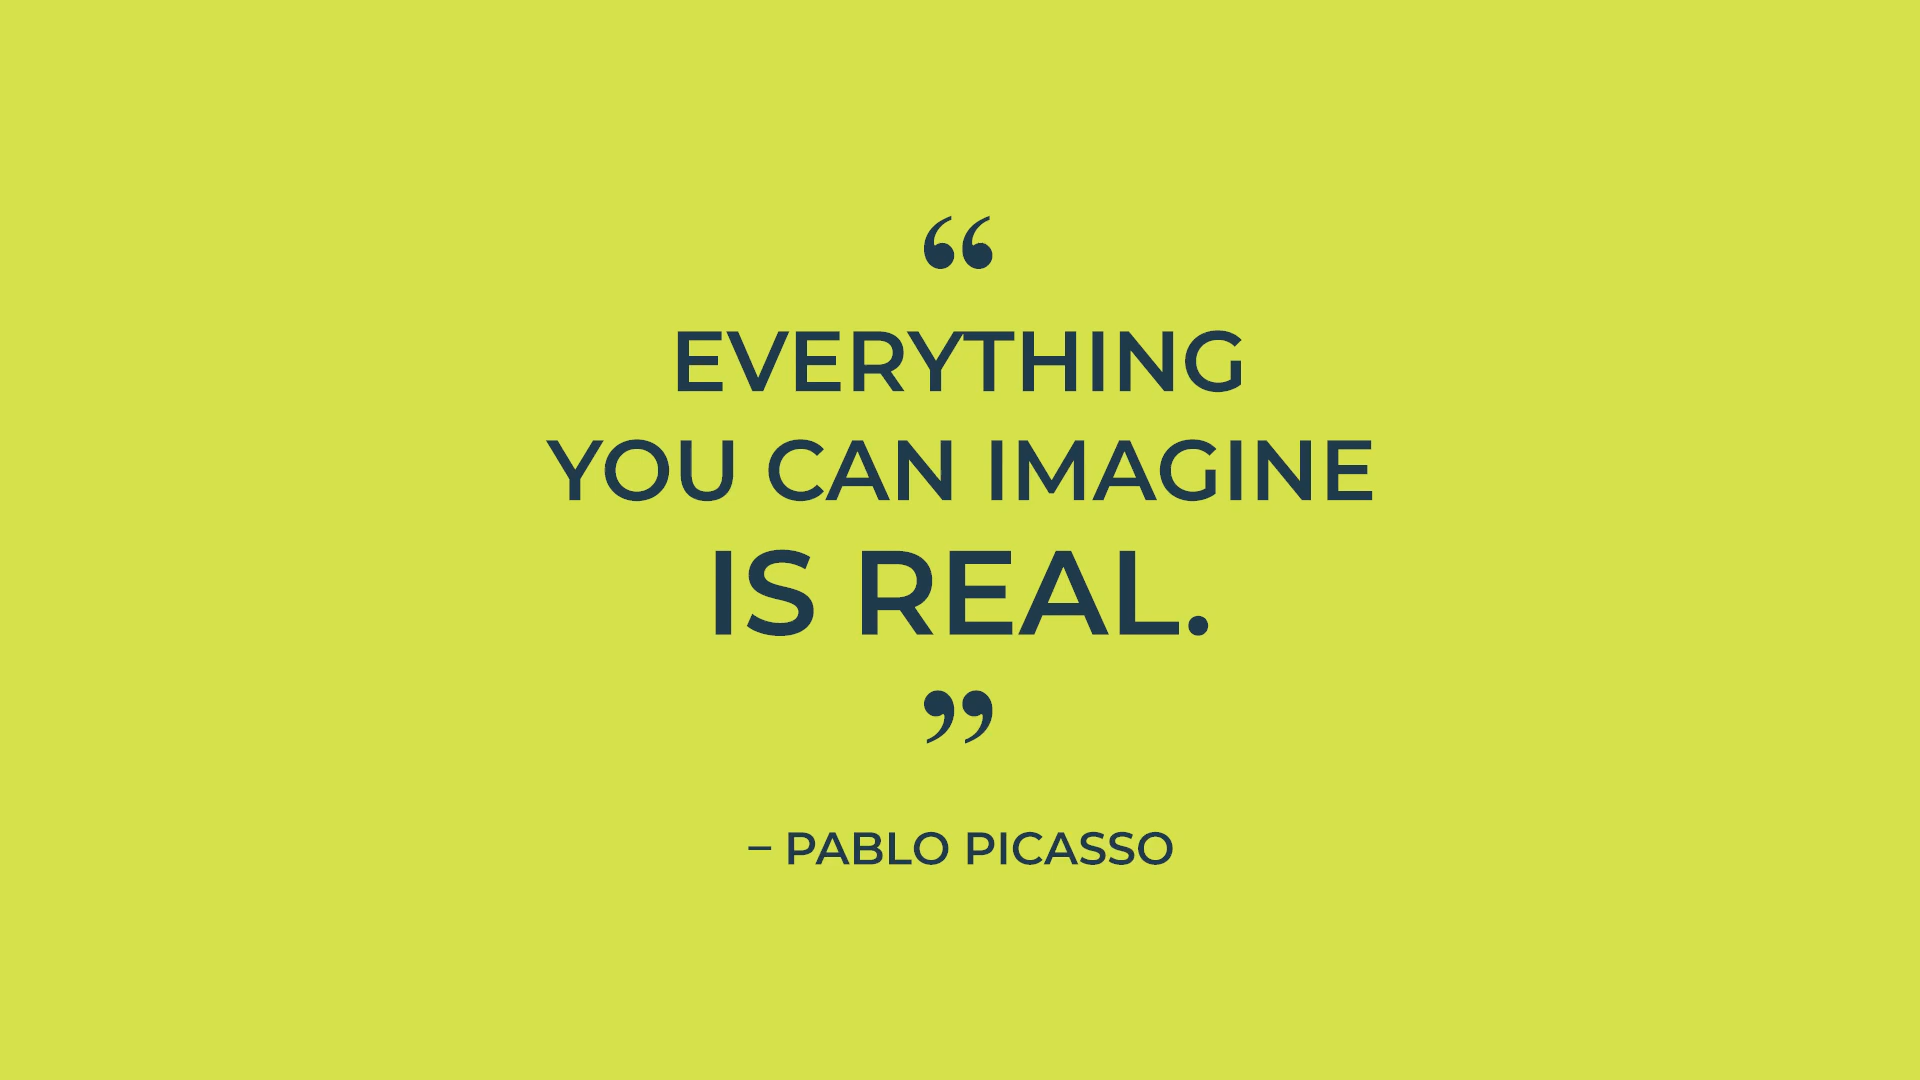 “
EVERYTHING
YOU CAN IMAGINE
IS REAL.
”
– PABLO PICASSO